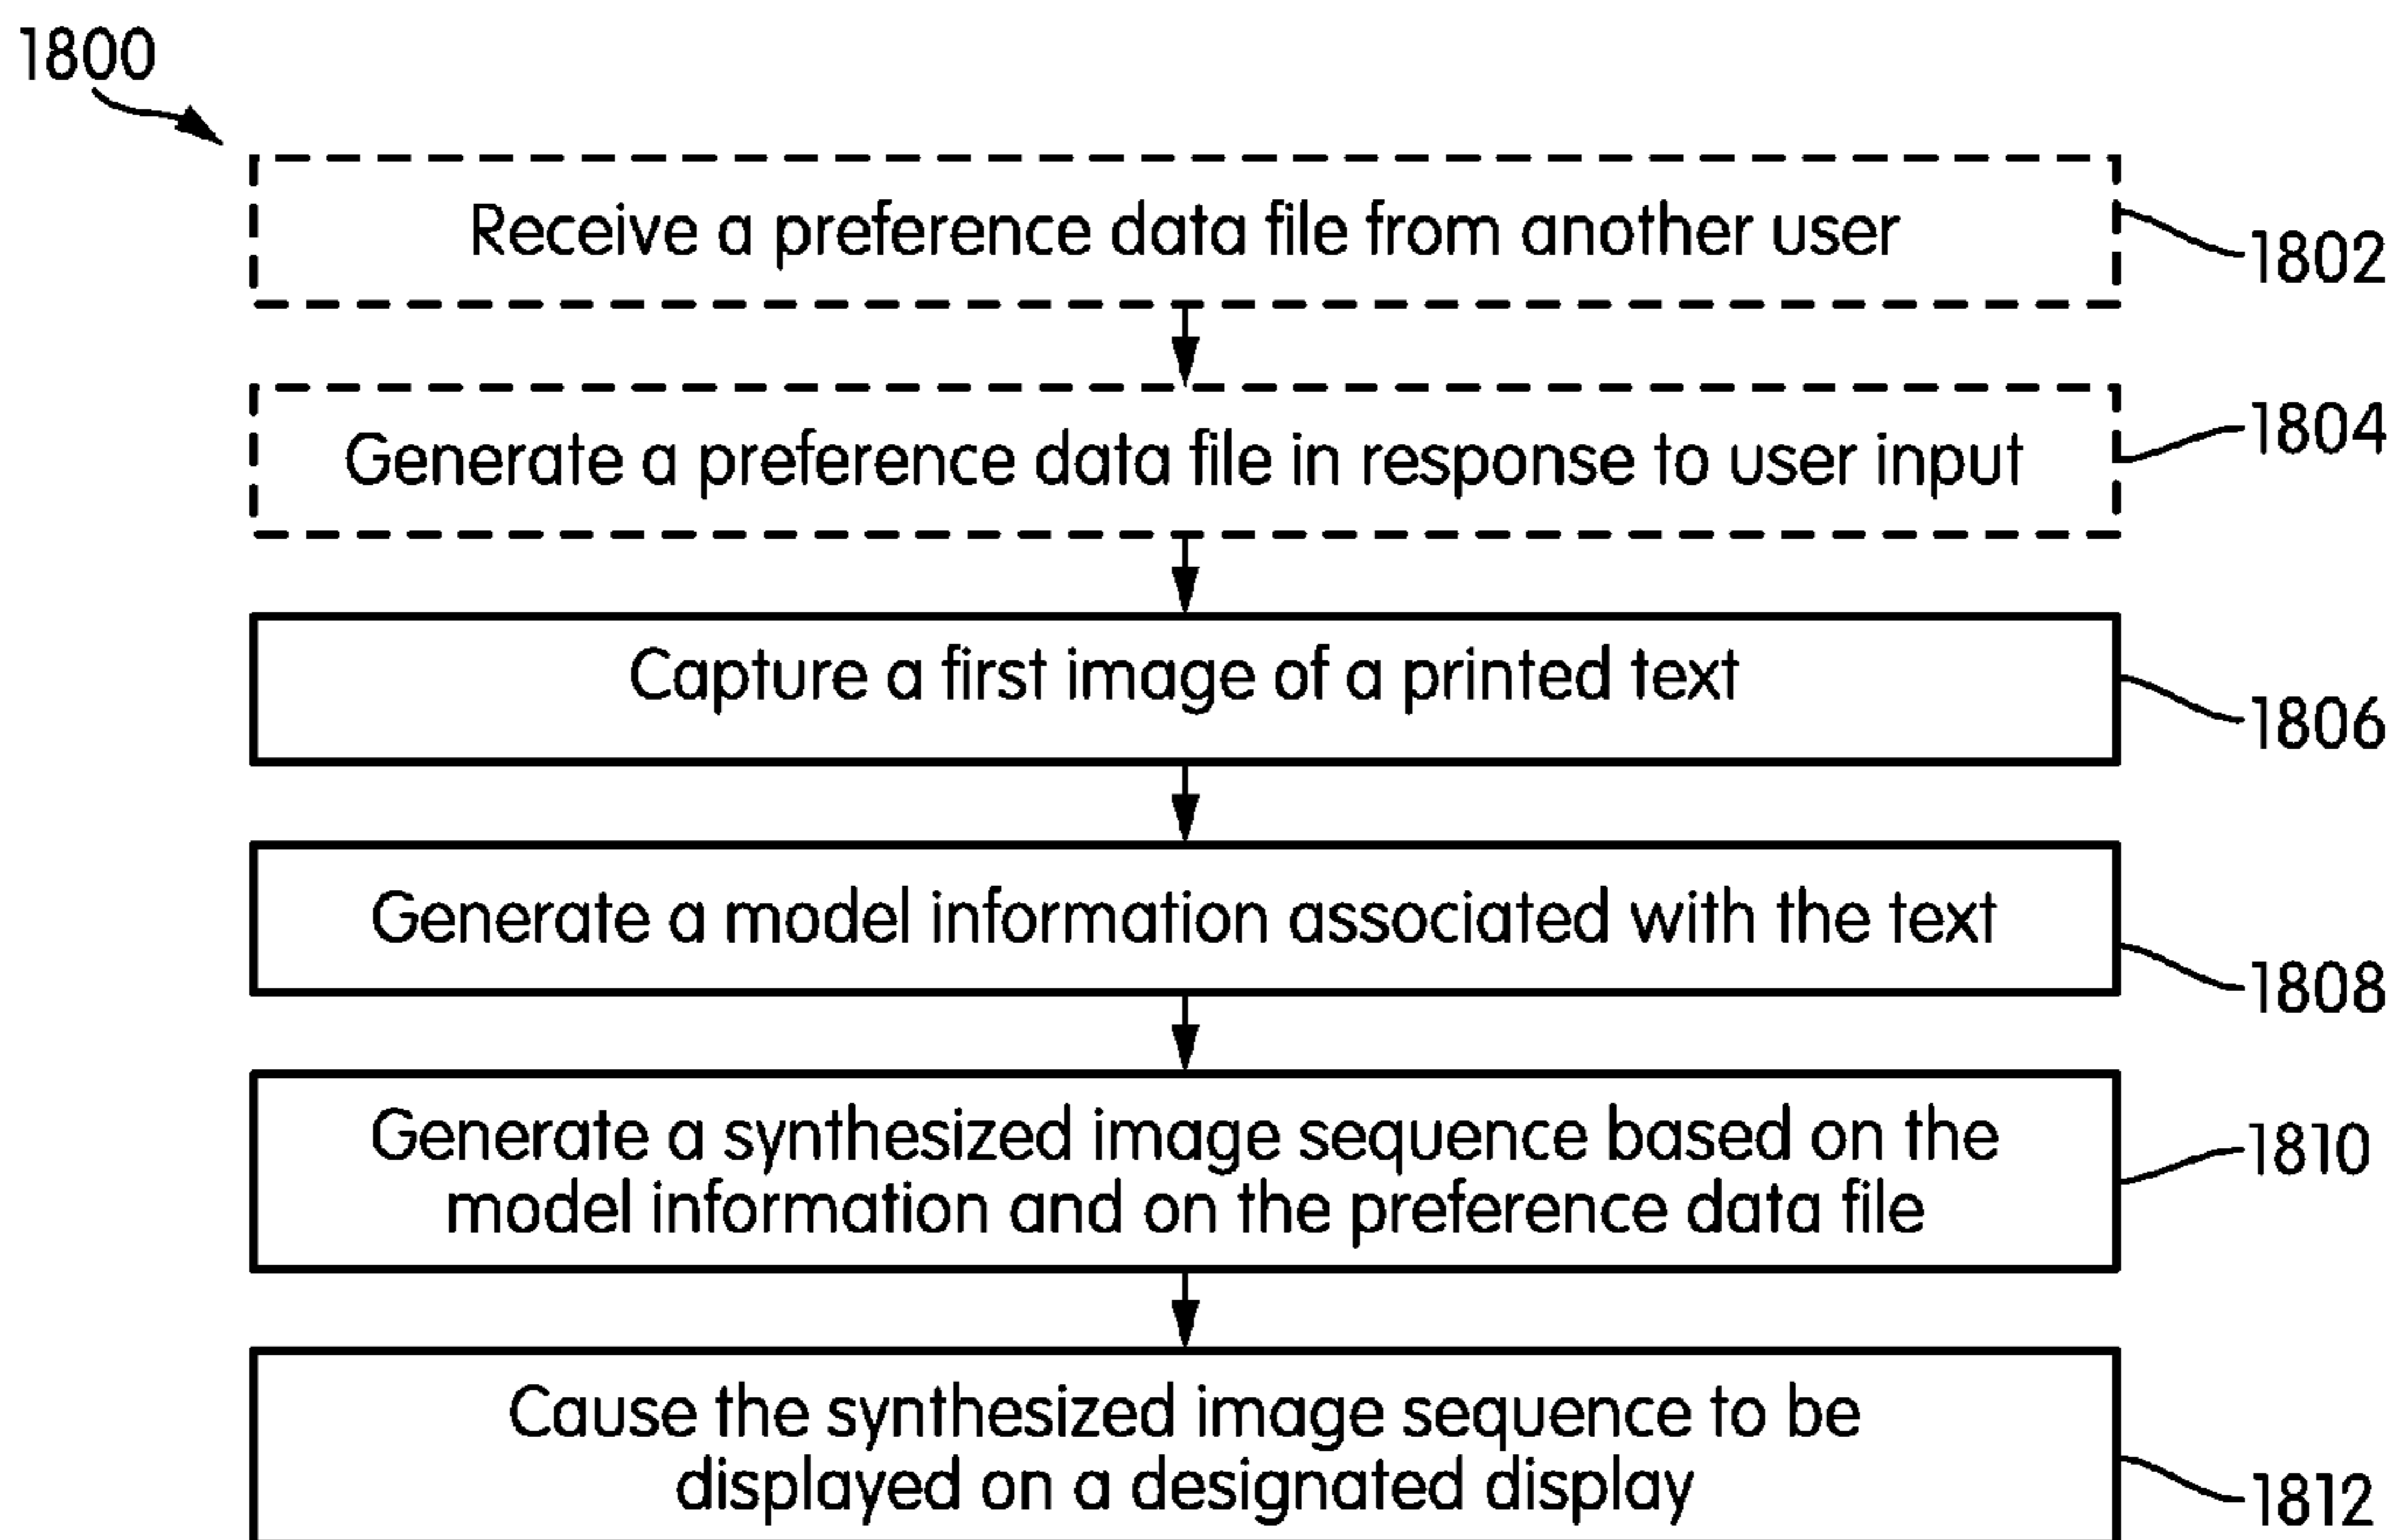 1800
Receive a preference data file from another user
1802
Generate a preference data file in response to user input
1804
Capture a first image of a printed text
1806
Generate a model information associated with the text
1808
Generate a synthesized image sequence based on the
model information and on the preference data file
1810
Cause the synthesized image sequence to be
displayed on a designated display
1812